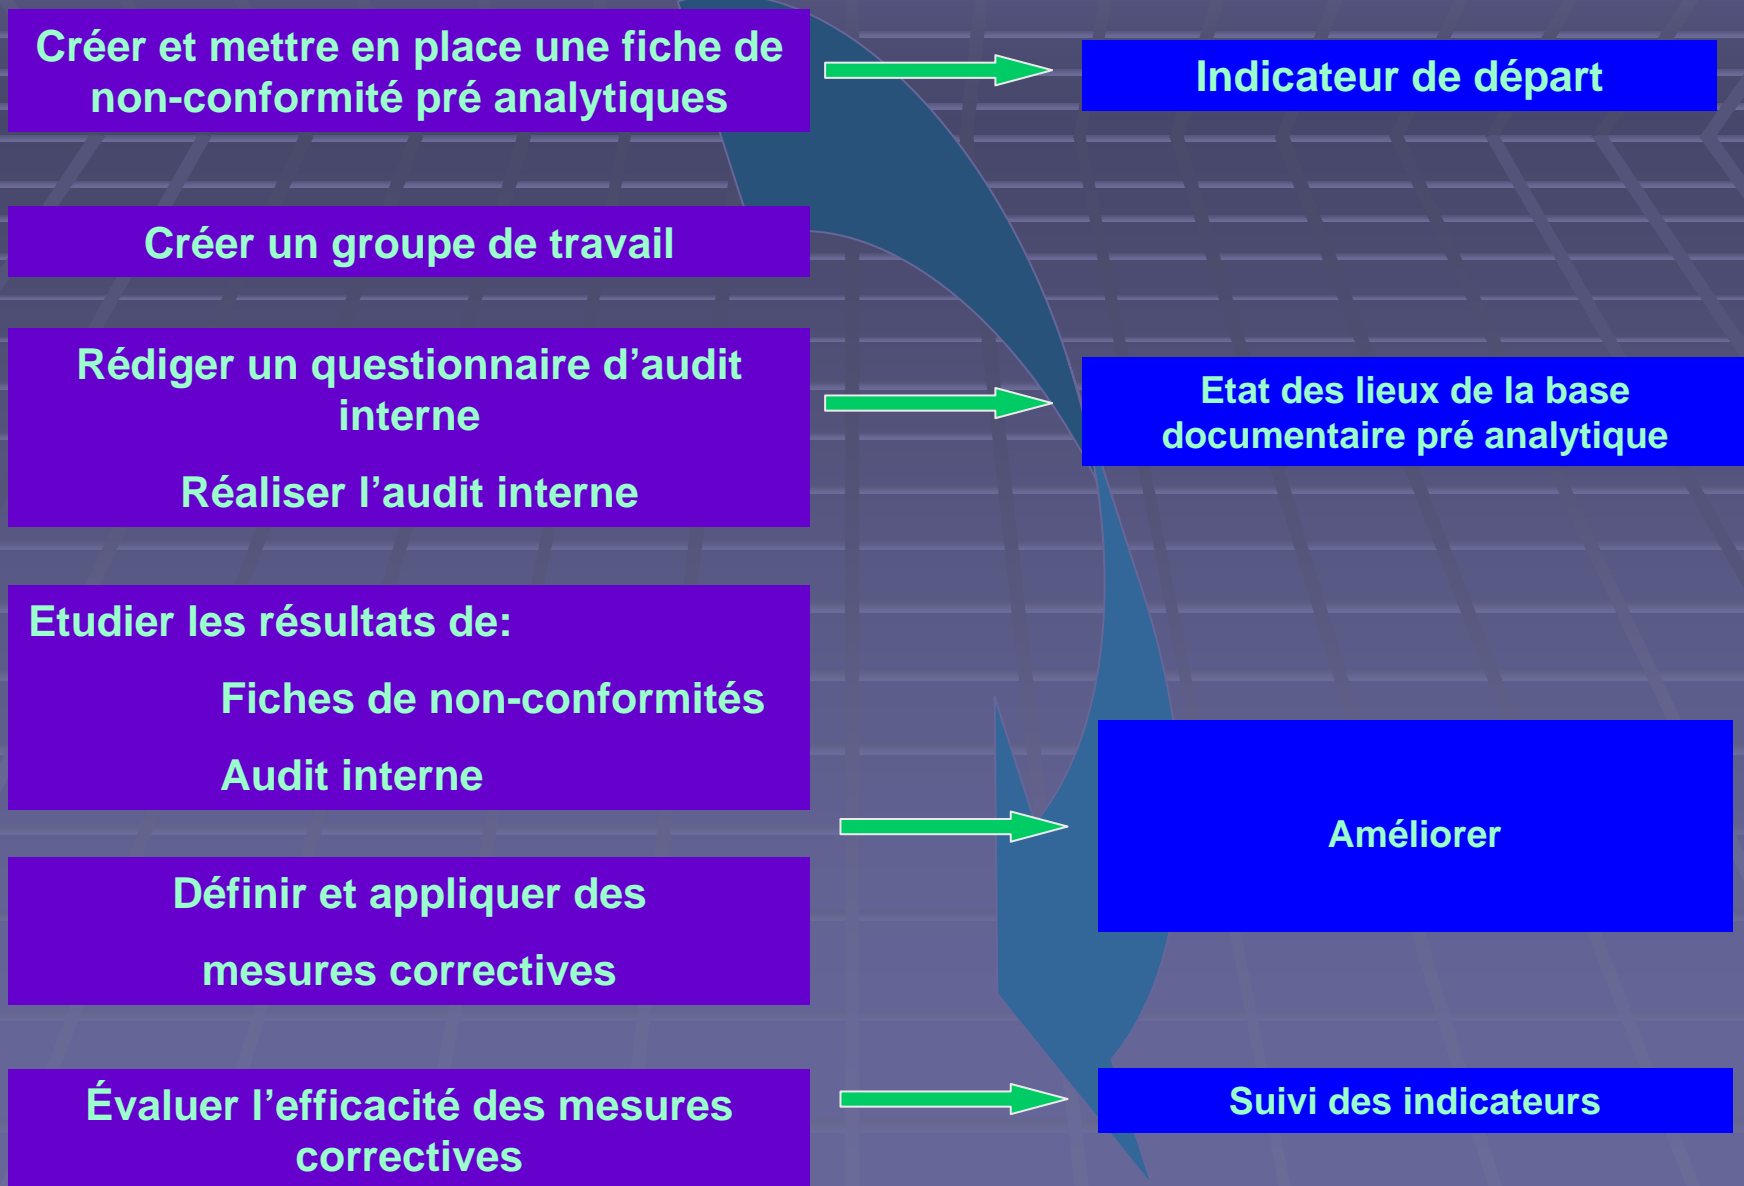 Créer et mettre en place une fiche de
non-conformité pré analytiques
Indicateur de départ
Créer un groupe de travail
Rédiger un questionnaire d’audit
interne
Réaliser l’audit interne
Etat des lieux de la base
documentaire pré analytique
Etudier les résultats de:
Fiches de non-conformités
Audit interne
Améliorer
Définir et appliquer des
mesures correctives
Évaluer l’efficacité des mesures
correctives
Suivi des indicateurs